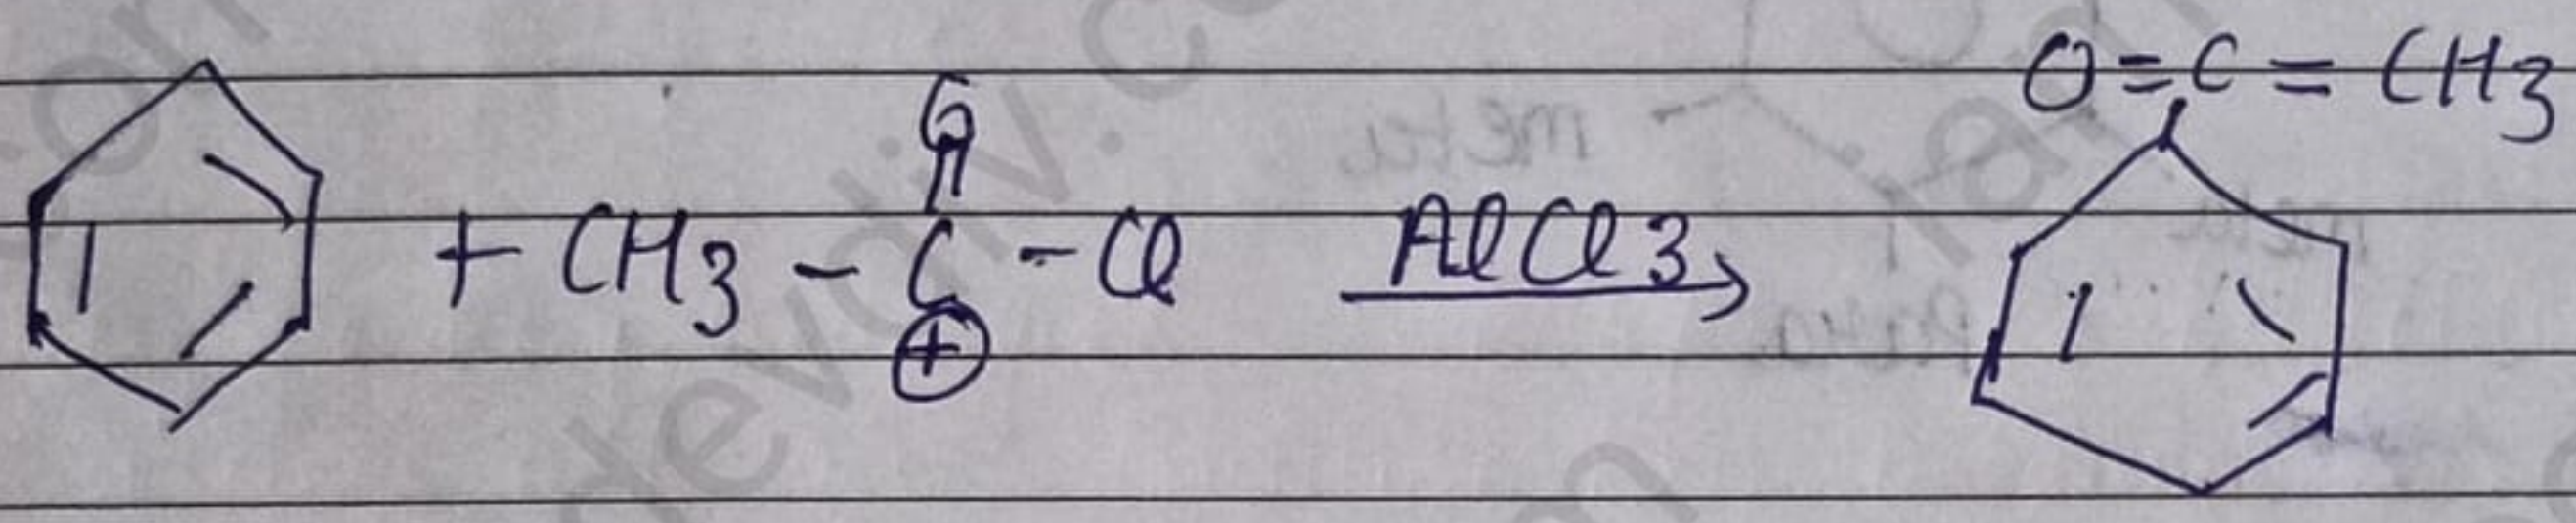 O=C=CH3
O
+ CH3-C-Cl AlCl3
+